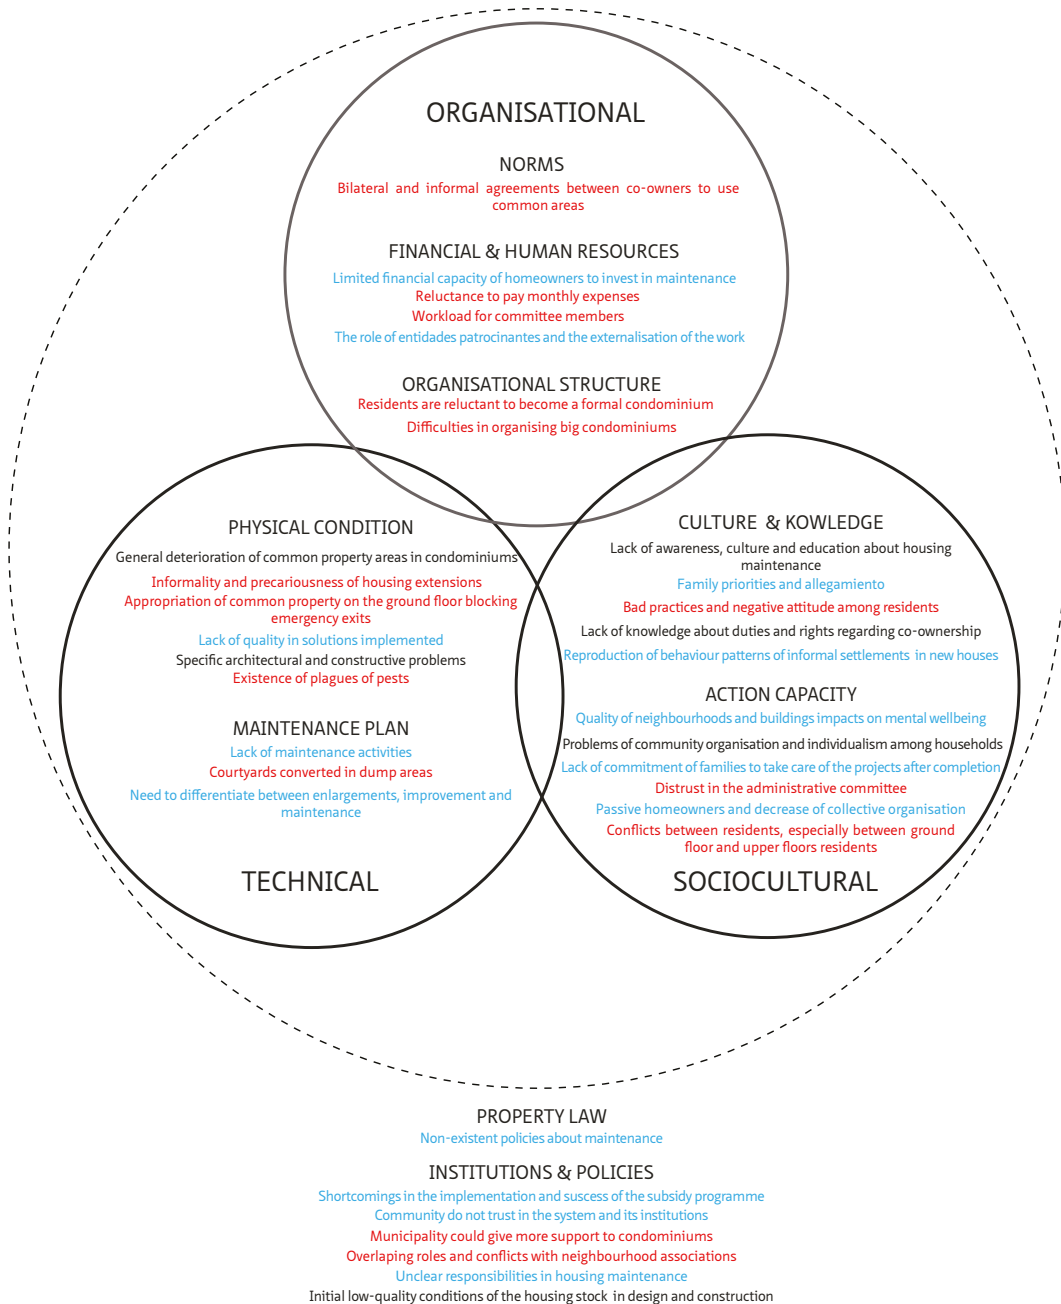 ORGANISATIONAL
NORMS
Bilateral and informal agreements between co-owners to use
common areas
FINANCIAL & HUMAN RESOURCES
Limited financial capacity of homeowners to invest in maintenance
Reluctance to pay monthly expenses
Workload for committee members
The role of entidades patrocinantes and the externalisation of the work
ORGANISATIONAL STRUCTURE
Residents are reluctant to become a formal condominium
Difficulties in organising big condominiums
PHYSICAL CONDITION
General deterioration of common property areas in condominiums
Informality and precariousness of housing extensions
Appropriation of common property on the ground floor blocking
emergency exits
Lack of quality in solutions implemented
Specific architectural and constructive problems
Existence of plagues of pests
MAINTENANCE PLAN
Lack of maintenance activities
Courtyards converted in dump areas
Need to differentiate between enlargements, improvement and
maintenance
TECHNICAL
CULTURE & KOWLEDGE
Lack of awareness, culture and education about housing
maintenance
Family priorities and allegamiento
Bad practices and negative attitude among residents
Lack of knowledge about duties and rights regarding co-ownership
Reproduction of behaviour patterns of informal settlements in new houses
ACTION CAPACITY
Quality of neighbourhoods and buildings impacts on mental wellbeing
Problems of community organisation and individualism among households
Lack of commitment of families to take care of the projects after completion
Distrust in the administrative committee
Passive homeowners and decrease of collective organisation
Conflicts between residents, especially between ground
floor and upper floors residents
SOCIOCULTURAL
PROPERTY LAW
Non-existent policies about maintenance
INSTITUTIONS & POLICIES
Shortcomings in the implementation and suscess of the subsidy programme
Community do not trust in the system and its institutions
Municipality could give more support to condominiums
Overlaping roles and conflicts with neighbourhood associations
Unclear responsibilities in housing maintenance
Initial low-quality conditions of the housing stock in design and construction